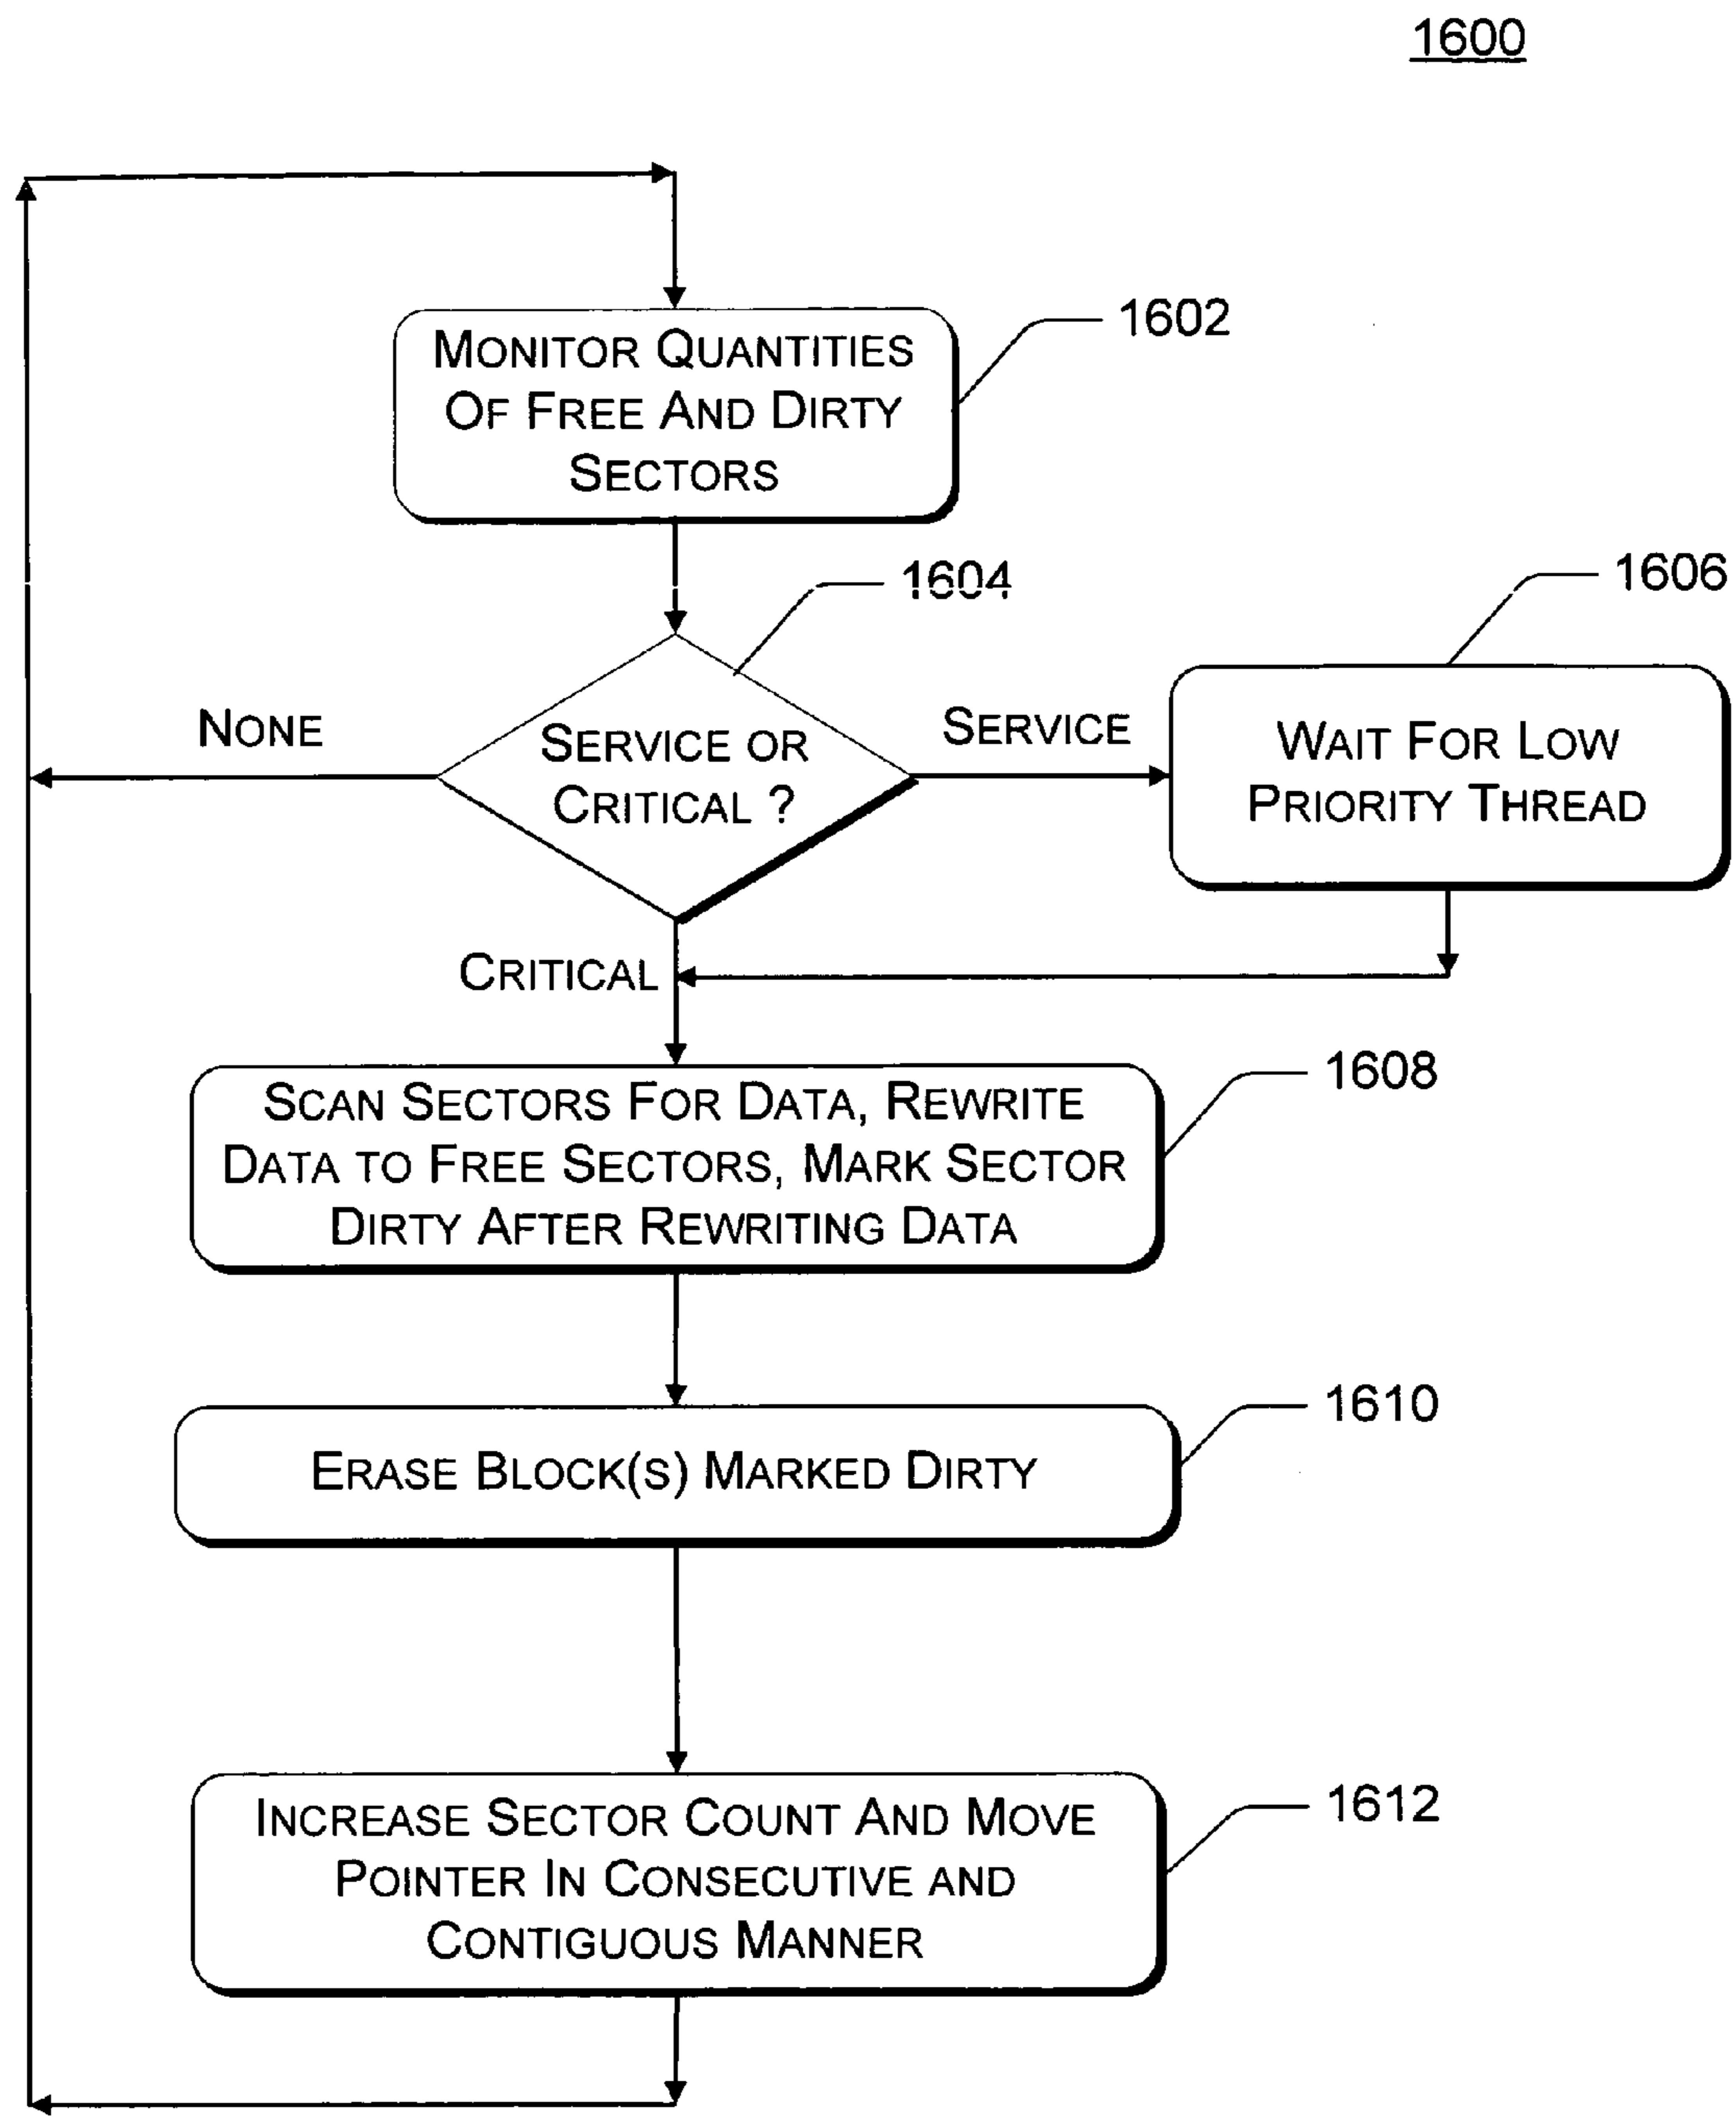 1600
MONITOR QUANTITIES
OF FREE AND DIRTY
SECTORS
1602
1604
1606
NONE
SERVICE OR
CRITICAL ?
SERVICE
WAIT FOR LOW
PRIORITY THREAD
CRITICAL
SCAN SECTORS FOR DATA, REWRITE
DATA TO FREE SECTORS, MARK SECTOR
DIRTY AFTER REWRITING DATA
1608
ERASE BLOCK(S) MARKED DIRTY
1610
INCREASE SECTOR COUNT AND MOVE
POINTER IN CONSECUTIVE AND
CONTIGUOUS MANNER
1612